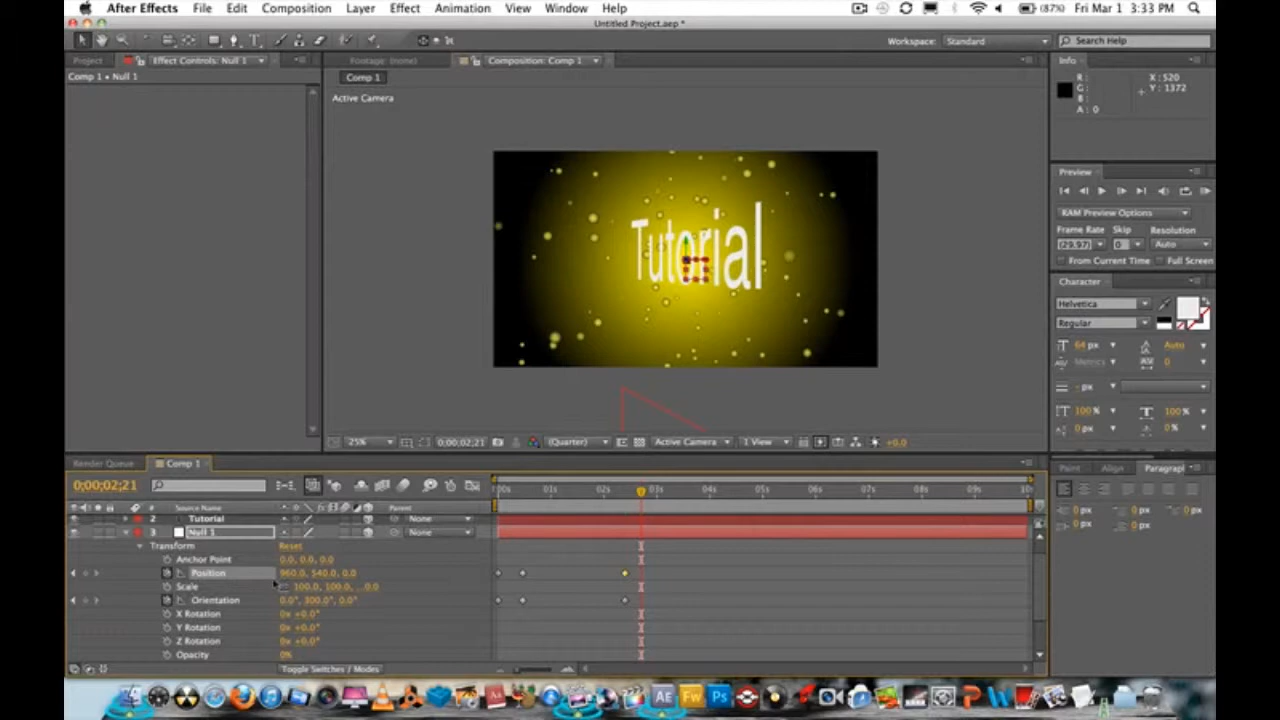 After Effects File Edit Composition Layer Effect Animation View Window Help (87%) Fri Mar 1 3:33 PM
Untitled Project.aep *
Workspace: Standard Search Help
Project Effect Controls: Null 1 Footage: (none) Composition: Comp 1 Info
Comp 1 • Null 1 Comp 1
R: G: B: A: 0 X: 520 Y: 1372
Active Camera
Tutorial
Preview
RAM Preview Options
Frame Rate Skip Resolution
(29.97) 0 Auto
From Current Time Full Screen
Character
Helvetica
Regular
64 px Auto
Metrics 0
- px
100 % 100 %
0 px 0 %
25% 0;00;02;21 (Quarter) Active Camera 1 View +0.0
Render Queue Comp 1 Paint Align Paragraph
0;00;02;21 00s 01s 02s 03s 04s 05s 06s 07s 08s 09s 10s
# Source Name Parent
2 Tutorial None
3 Null 1 None
Transform Reset
Anchor Point 0.0, 0.0, 0.0
Position 960.0, 540.0, 0.0
Scale 100.0, 100.0, ...0.0
Orientation 0.0°, 300.0°, 0.0°
X Rotation 0x +0.0°
Y Rotation 0x +0.0°
Z Rotation 0x +0.0°
Opacity 0%
Toggle Switches / Modes
0 px 0 px 0 px
0 px 0 px